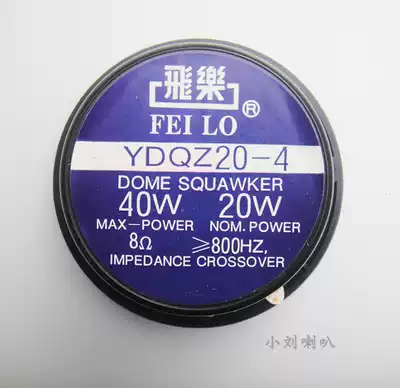 飛樂®
FEI LO
YDQZ20-4
DOME SQUAWKER
40W 20W
MAX-POWER NOM. POWER
8Ω ≥800HZ,
IMPEDANCE CROSSOVER
小刘喇叭